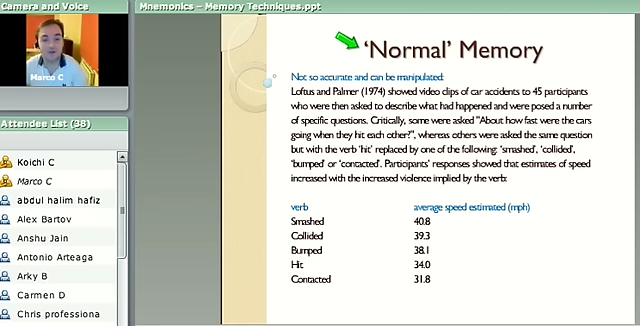 Camera and Voice
Mnemonics – Memory Techniques.ppt
Marco C
Attendee List (38)
Koichi C
Marco C
abdul halim hafiz
Alex Bartov
Anshu Jain
Antonio Arteaga
Arky B
Carmen D
Chris professiona
'Normal' Memory
Not so accurate and can be manipulated:
Loftus and Palmer (1974) showed video clips of car accidents to 45 participants
who were then asked to describe what had happened and were posed a number
of specific questions. Critically, some were asked "About how fast were the cars
going when they hit each other?", whereas others were asked the same question
but with the verb 'hit' replaced by one of the following: 'smashed', 'collided',
'bumped' or 'contacted'. Participants' responses showed that estimates of speed
increased with the increased violence implied by the verb:
verb average speed estimated (mph)
Smashed 40.8
Collided 39.3
Bumped 38.1
Hit 34.0
Contacted 31.8